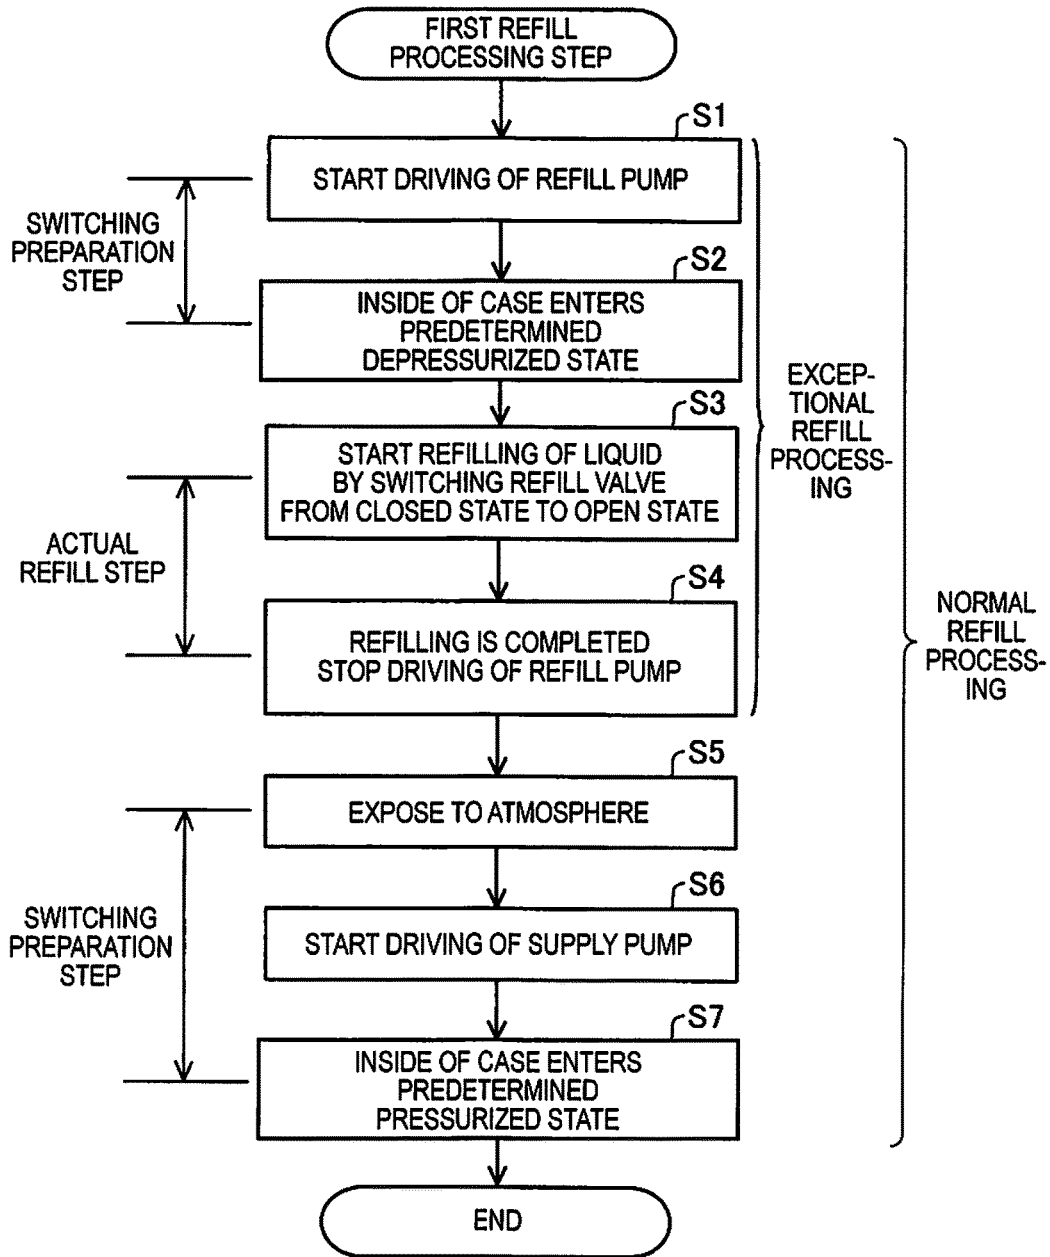 FIRST REFILL
PROCESSING STEP
S1
START DRIVING OF REFILL PUMP
SWITCHING
PREPARATION
STEP
S2
INSIDE OF CASE ENTERS
PREDETERMINED
DEPRESSURIZED STATE
S3
START REFILLING OF LIQUID
BY SWITCHING REFILL VALVE
FROM CLOSED STATE TO OPEN STATE
EXCEP-
TIONAL
REFILL
PROCESS-
ING
ACTUAL
REFILL STEP
S4
REFILLING IS COMPLETED
STOP DRIVING OF REFILL PUMP
NORMAL
REFILL
PROCESS-
ING
S5
EXPOSE TO ATMOSPHERE
S6
START DRIVING OF SUPPLY PUMP
SWITCHING
PREPARATION
STEP
S7
INSIDE OF CASE ENTERS
PREDETERMINED
PRESSURIZED STATE
END